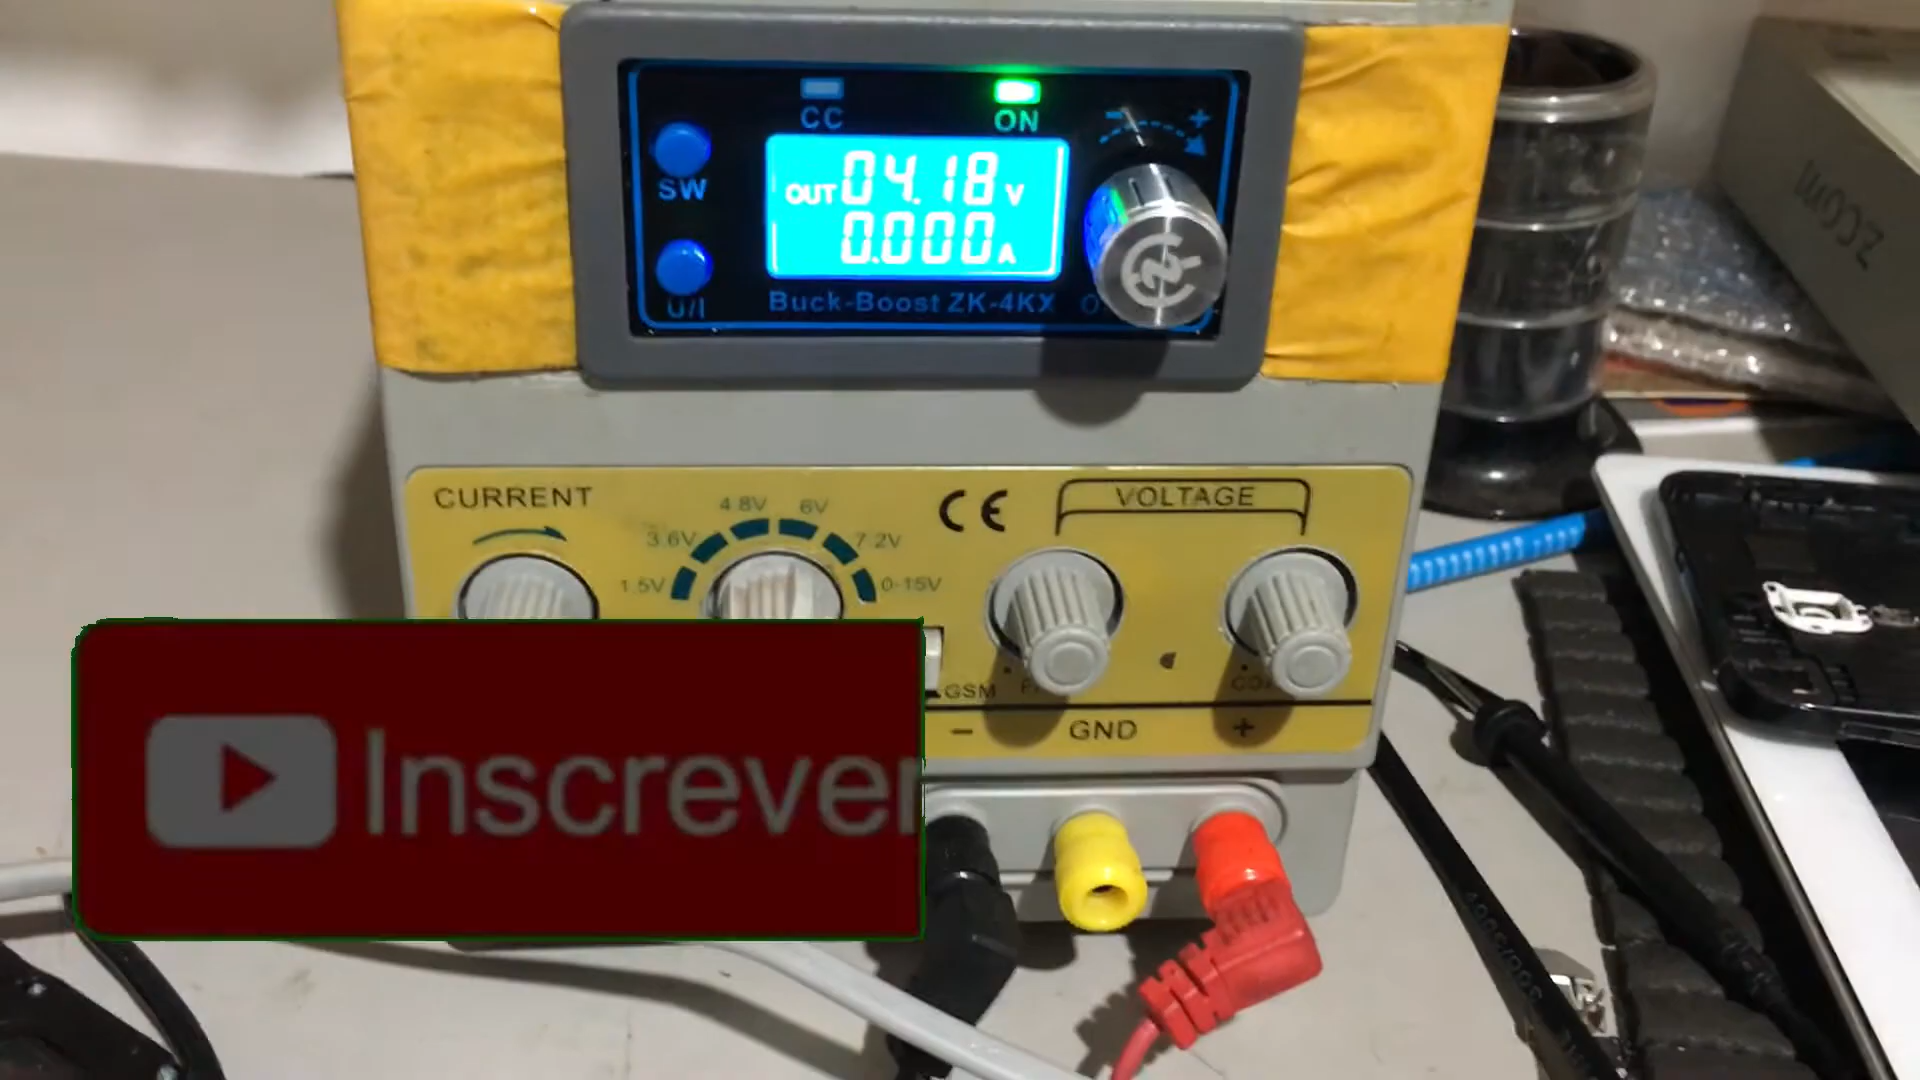 CC
ON
- +
SW
OUT 04.18 V
0.000 A
U/I
Buck-Boost ZK-4KX
zcom
CURRENT
VOLTAGE
1.5V 3.6V 4.8V 6V 7.2V 0-15V
CE
GSM
- GND +
Inscrever